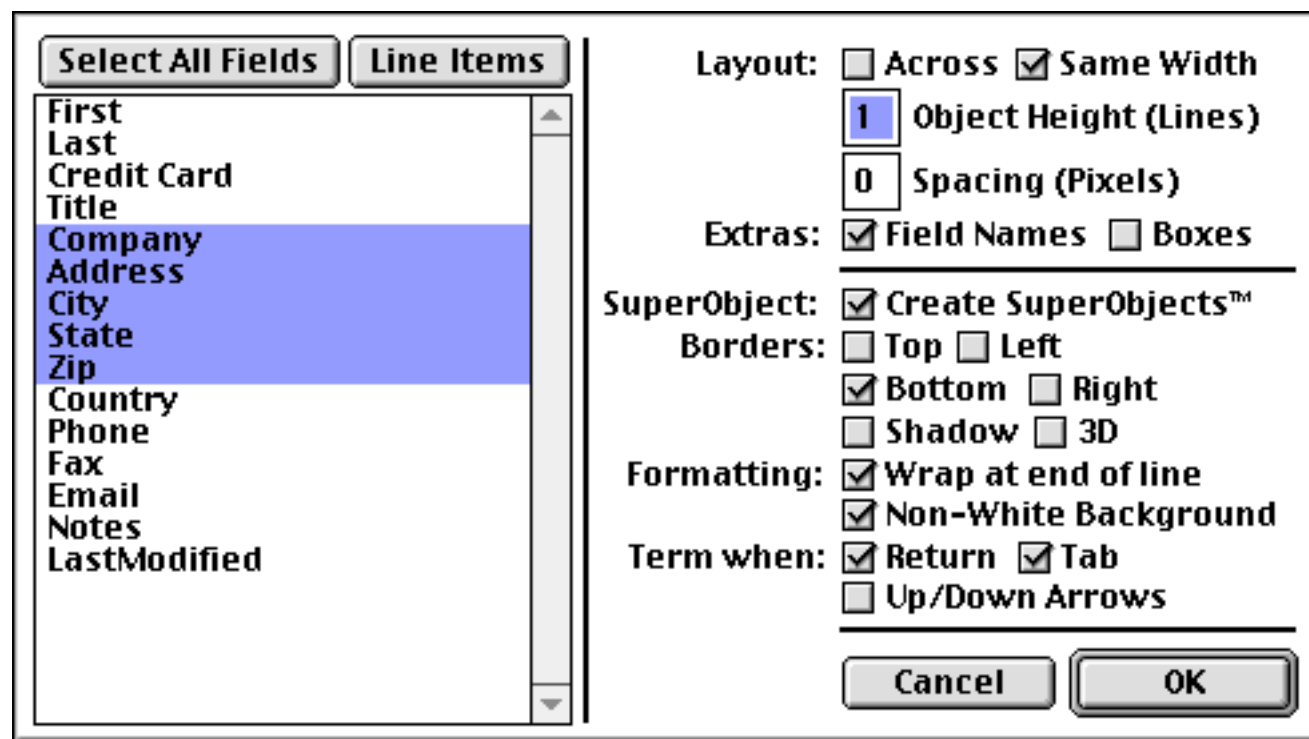 Select All Fields Line Items
First
Last
Credit Card
Title
Company
Address
City
State
Zip
Country
Phone
Fax
Email
Notes
LastModified
Layout: Across Same Width
1 Object Height (Lines)
0 Spacing (Pixels)
Extras: Field Names Boxes
SuperObject: Create SuperObjects™
Borders: Top Left
Bottom Right
Shadow 3D
Formatting: Wrap at end of line
Non-White Background
Term when: Return Tab
Up/Down Arrows
Cancel OK